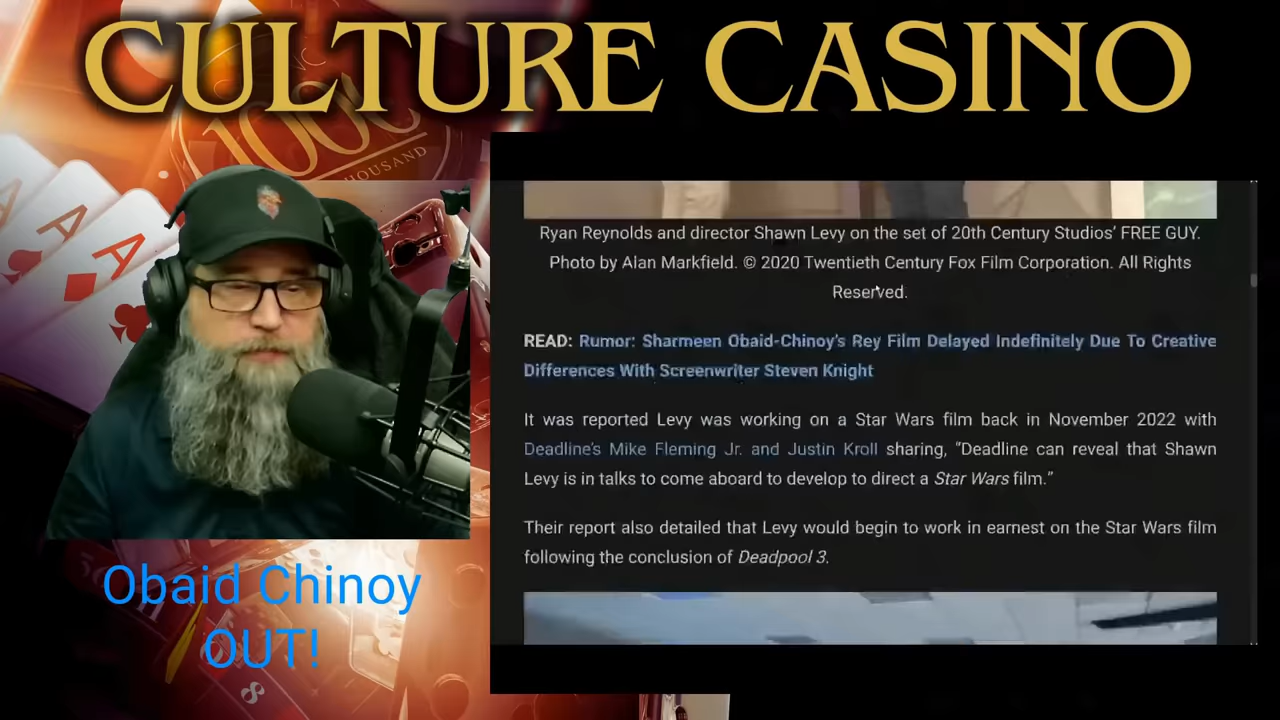 CULTURE CASINO
1000
THOUSAND
A
A
A
Ryan Reynolds and director Shawn Levy on the set of 20th Century Studios’ FREE GUY.
Photo by Alan Markfield. © 2020 Twentieth Century Fox Film Corporation. All Rights
Reserved.
READ: Rumor: Sharmeen Obaid-Chinoy’s Rey Film Delayed Indefinitely Due To Creative
Differences With Screenwriter Steven Knight
It was reported Levy was working on a Star Wars film back in November 2022 with
Deadline’s Mike Fleming Jr. and Justin Kroll sharing, “Deadline can reveal that Shawn
Levy is in talks to come aboard to develop to direct a Star Wars film.”
Their report also detailed that Levy would begin to work in earnest on the Star Wars film
following the conclusion of Deadpool 3.
Obaid Chinoy
OUT!
8